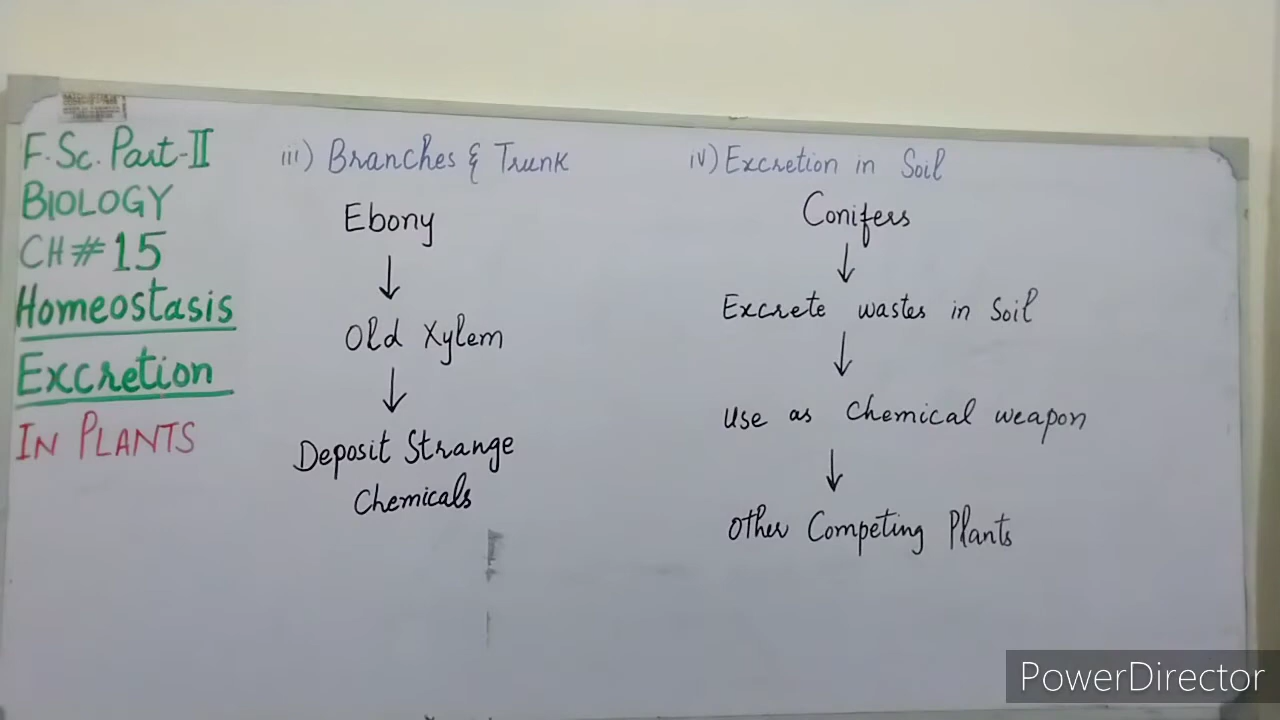 F.Sc. Part-II
BIOLOGY
CH# 15
Homeostasis
Excretion
IN PLANTS
iii) Branches & Trunk
Ebony
↓
Old Xylem
↓
Deposit Strange
Chemicals
iv) Excretion in Soil
Conifers
↓
Excrete wastes in Soil
↓
Use as Chemical weapon
↓
Other Competing Plants
PowerDirector